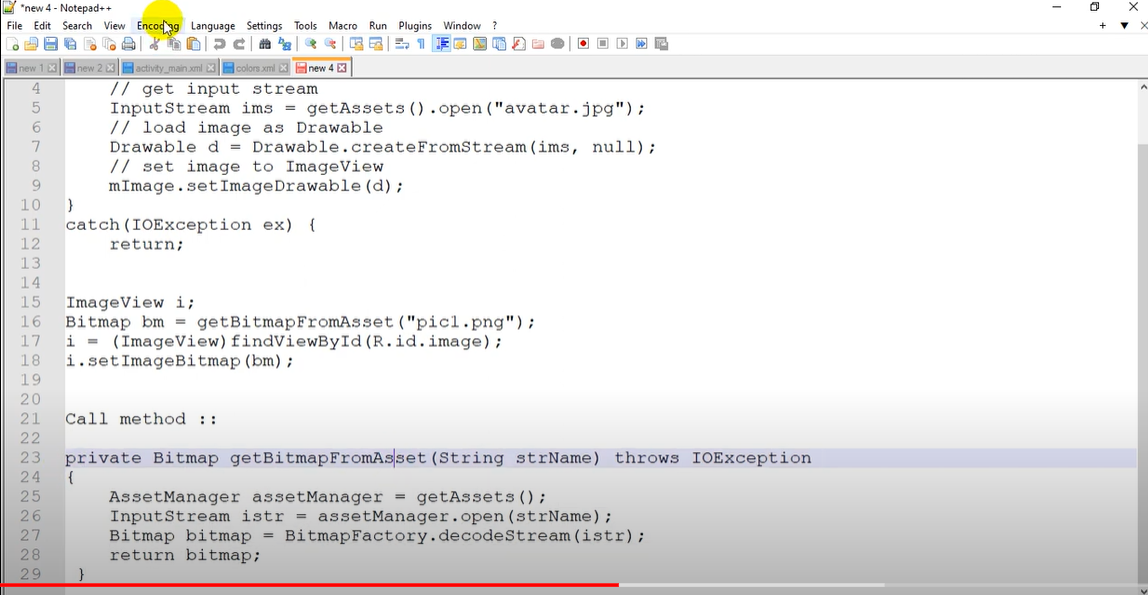 *new 4 - Notepad++
File Edit Search View Encoding Language Settings Tools Macro Run Plugins Window ?
new 1 new 2 activity_main.xml colors.xml new 4
4 // get input stream
5 InputStream ims = getAssets().open("avatar.jpg");
6 // load image as Drawable
7 Drawable d = Drawable.createFromStream(ims, null);
8 // set image to ImageView
9 mImage.setImageDrawable(d);
10 }
11 catch(IOException ex) {
12 return;
13
14
15 ImageView i;
16 Bitmap bm = getBitmapFromAsset("pic1.png");
17 i = (ImageView)findViewById(R.id.image);
18 i.setImageBitmap(bm);
19
20
21 Call method ::
22
23 private Bitmap getBitmapFromAsset(String strName) throws IOException
24 {
25 AssetManager assetManager = getAssets();
26 InputStream istr = assetManager.open(strName);
27 Bitmap bitmap = BitmapFactory.decodeStream(istr);
28 return bitmap;
29 }